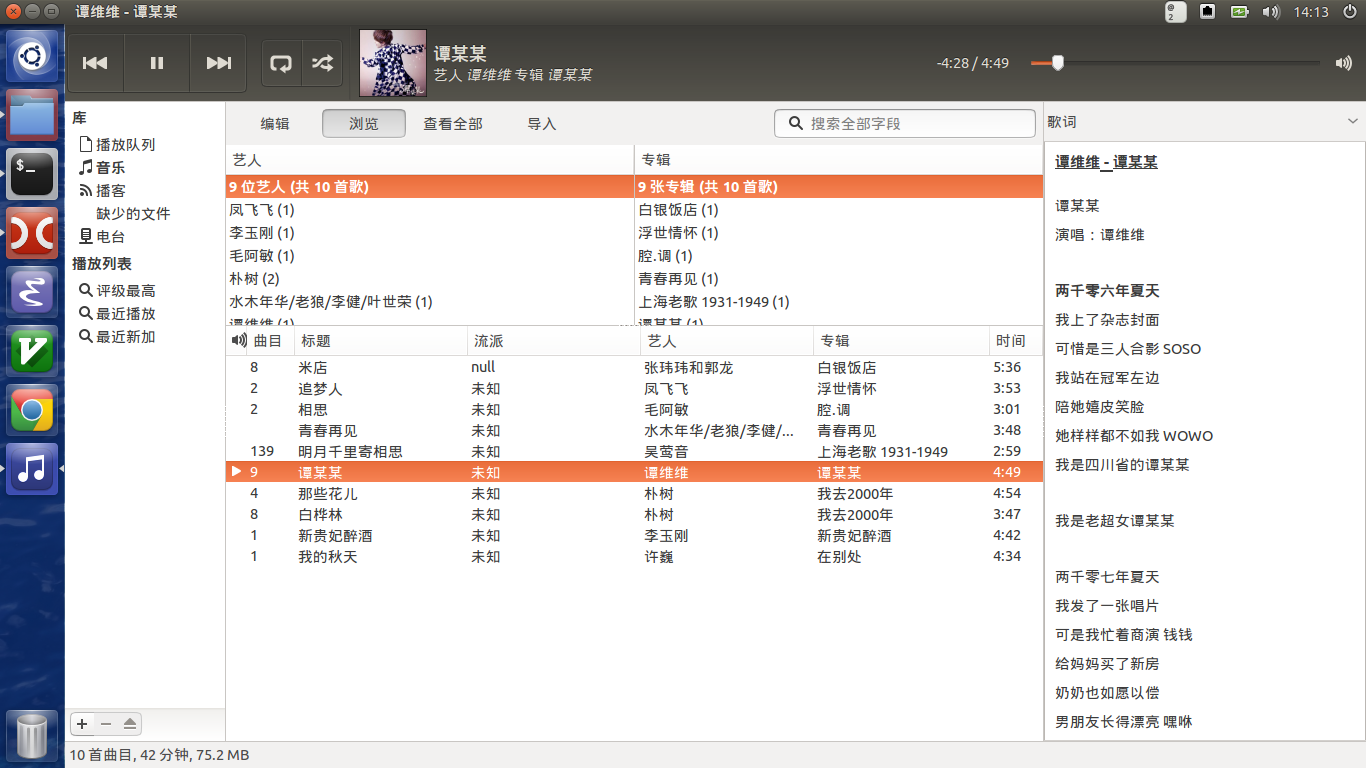 谭维维 - 谭某某
@ 2
14:13
谭某某
艺人 谭维维 专辑 谭某某
-4:28 / 4:49
库
播放队列
音乐
播客
缺少的文件
电台
播放列表
评级最高
最近播放
最近新加
编辑 浏览 查看全部 导入 搜索全部字段
艺人 专辑
9 位艺人 (共 10 首歌) 9 张专辑 (共 10 首歌)
凤飞飞 (1) 白银饭店 (1)
李玉刚 (1) 浮世情怀 (1)
毛阿敏 (1) 腔.调 (1)
朴树 (2) 青春再见 (1)
水木年华/老狼/李健/叶世荣 (1) 上海老歌 1931-1949 (1)
谭维维 (1) 谭某某 (1)
曲目 标题 流派 艺人 专辑 时间
8 米店 null 张玮玮和郭龙 白银饭店 5:36
2 追梦人 未知 凤飞飞 浮世情怀 3:53
2 相思 未知 毛阿敏 腔.调 3:01
青春再见 未知 水木年华/老狼/李健/... 青春再见 3:48
139 明月千里寄相思 未知 吴莺音 上海老歌 1931-1949 2:59
9 谭某某 未知 谭维维 谭某某 4:49
4 那些花儿 未知 朴树 我去2000年 4:54
8 白桦林 未知 朴树 我去2000年 3:47
1 新贵妃醉酒 未知 李玉刚 新贵妃醉酒 4:42
1 我的秋天 未知 许巍 在别处 4:34
歌词
谭维维 - 谭某某
谭某某
演唱：谭维维
两千零六年夏天
我上了杂志封面
可惜是三人合影 SOSO
我站在冠军左边
陪她嬉皮笑脸
她样样都不如我 WOWO
我是四川省的谭某某
我是老超女谭某某
两千零七年夏天
我发了一张唱片
可是我忙着商演 钱钱
给妈妈买了新房
奶奶也如愿以偿
男朋友长得漂亮 嘿咻
10 首曲目, 42 分钟, 75.2 MB